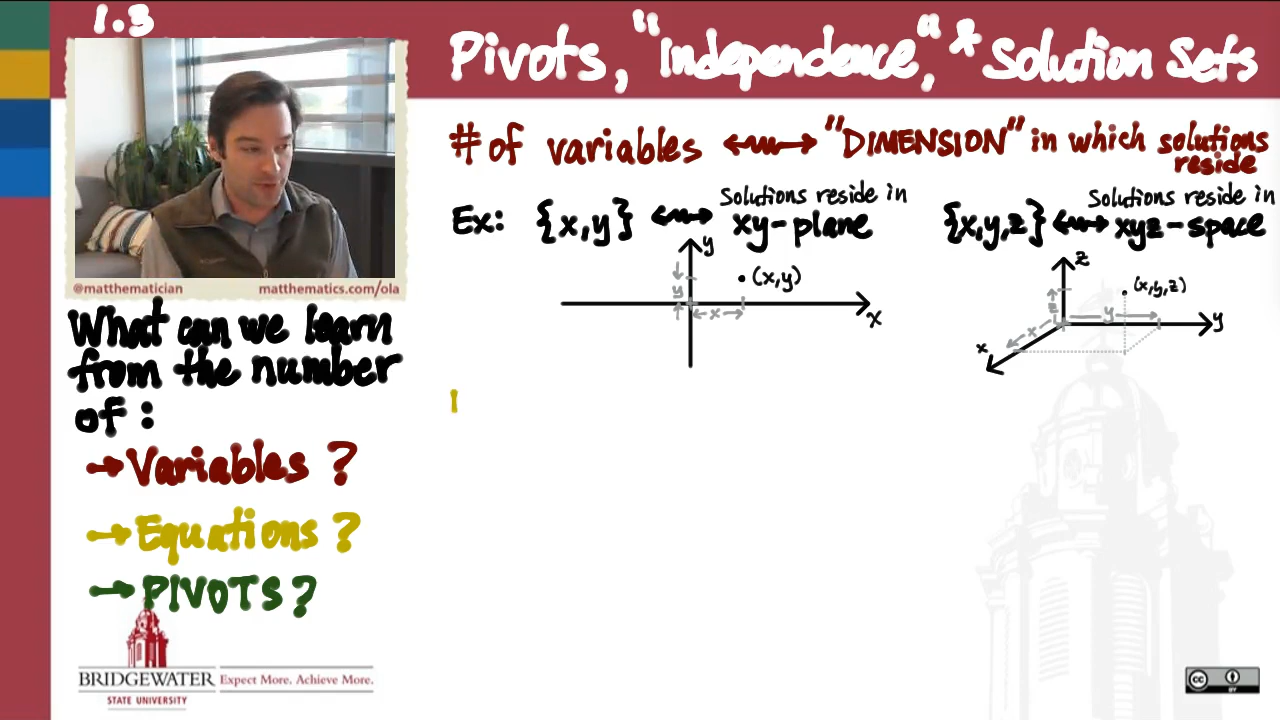 1.3
Pivots, "Independence," & Solution Sets
@matthematician matthematics.com/ola
What can we learn
from the number
of:
→ Variables?
→ Equations?
→ PIVOTS?
BRIDGEWATER
STATE UNIVERSITY
Expect More. Achieve More.
# of variables ↭ "DIMENSION" in which solutions
reside
Ex: {x,y} ↭ Solutions reside in
xy-plane
y
(x,y)
y
x
x
{x,y,z} ↭ Solutions reside in
xyz-space
z
(x,y,z)
z
y
x
y
x
cc BY